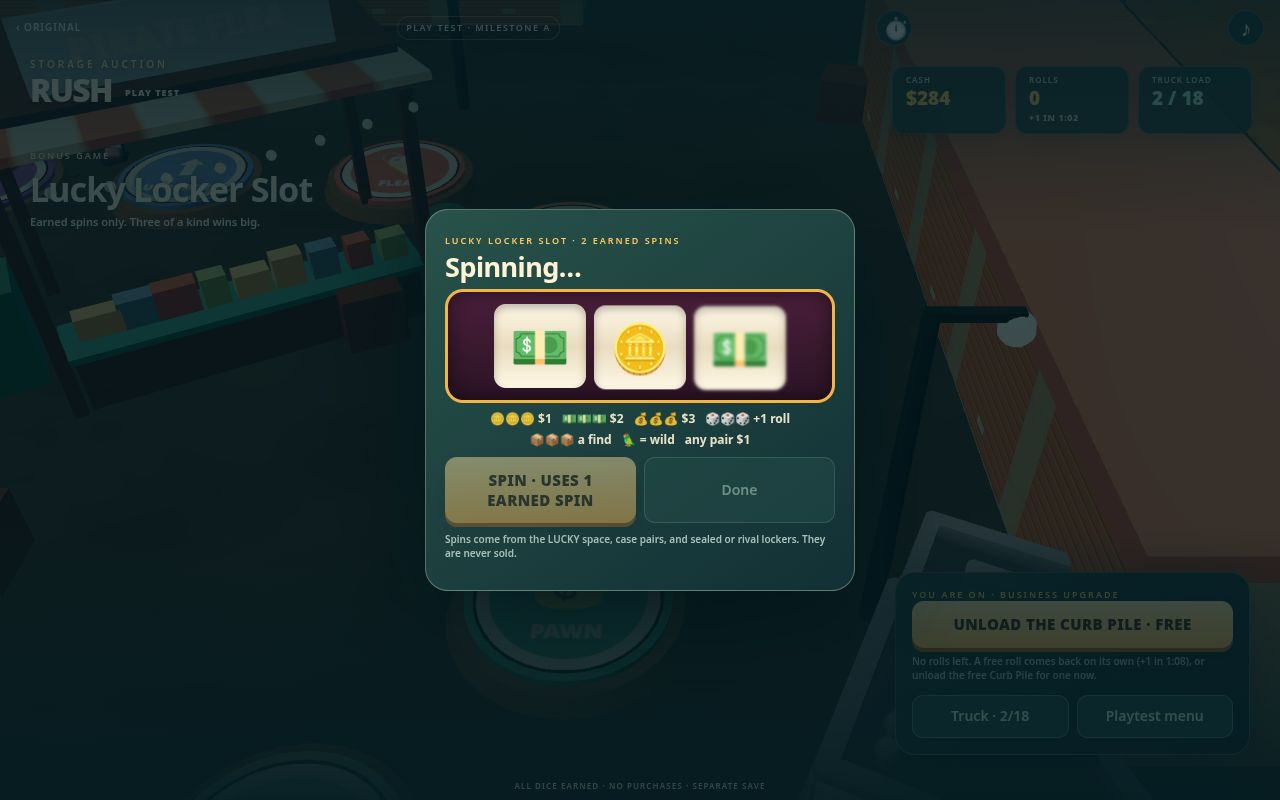 ‹ ORIGINAL
PLAY TEST · MILESTONE A
PIRATE FLEA
STORAGE AUCTION
RUSH PLAY TEST
CASH
$284
ROLLS
0
+1 IN 1:02
TRUCK LOAD
2 / 18
BONUS GAME
Lucky Locker Slot
Earned spins only. Three of a kind wins big.
FLEA
LUCKY LOCKER SLOT · 2 EARNED SPINS
Spinning...
$1 $2 $3 +1 roll
a find = wild any pair $1
SPIN · USES 1
EARNED SPIN
Done
Spins come from the LUCKY space, case pairs, and sealed or rival lockers. They
are never sold.
PAWN
YOU ARE ON · BUSINESS UPGRADE
UNLOAD THE CURB PILE · FREE
No rolls left. A free roll comes back on its own (+1 in 1:08), or
unload the free Curb Pile for one now.
Truck · 2/18
Playtest menu
ALL DICE EARNED · NO PURCHASES · SEPARATE SAVE